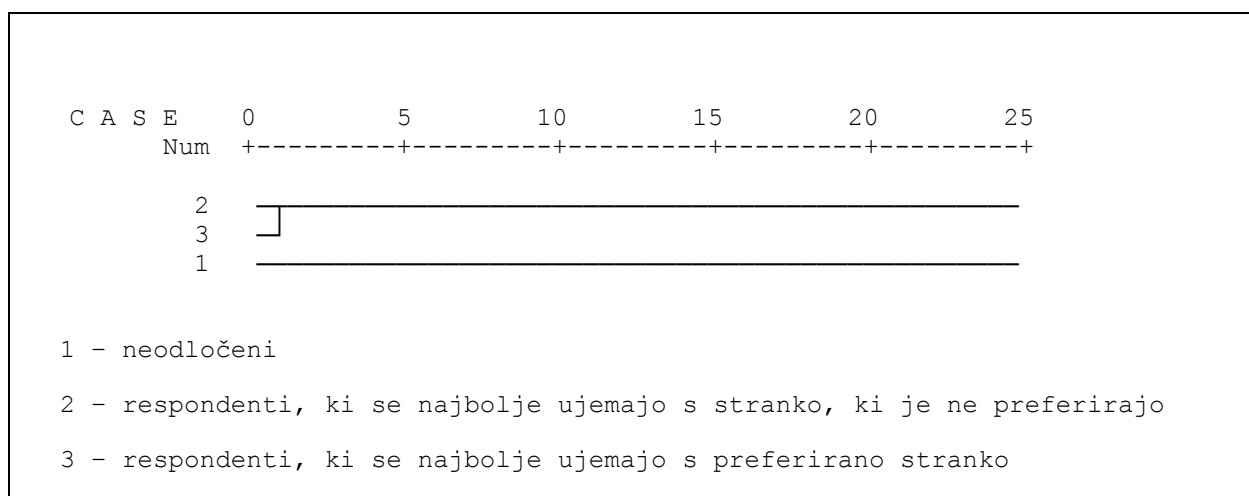 C A S E 0 5 10 15 20 25
Num +---------+---------+---------+---------+---------+
2
3
1
1 – neodločeni
2 – respondenti, ki se najbolje ujemajo s stranko, ki je ne preferirajo
3 – respondenti, ki se najbolje ujemajo s preferirano stranko